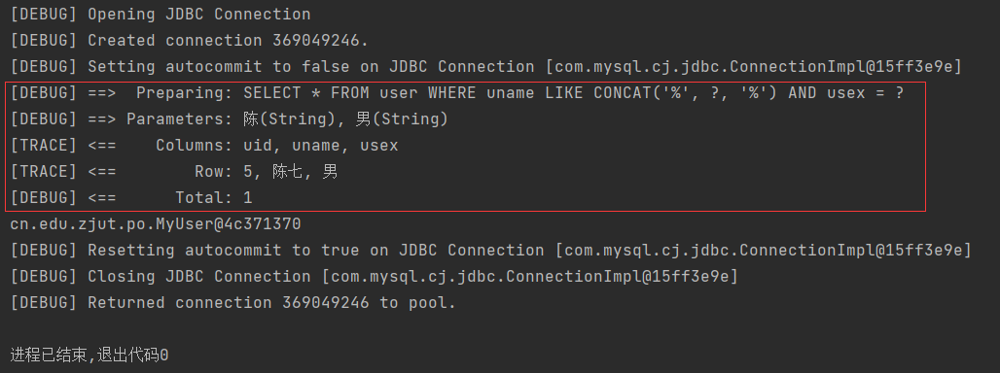 [DEBUG] Opening JDBC Connection
[DEBUG] Created connection 369049246.
[DEBUG] Setting autocommit to false on JDBC Connection [com.mysql.cj.jdbc.ConnectionImpl@15ff3e9e]
[DEBUG] ==>  Preparing: SELECT * FROM user WHERE uname LIKE CONCAT('%', ?, '%') AND usex = ?
[DEBUG] ==> Parameters: 陈(String), 男(String)
[TRACE] <==    Columns: uid, uname, usex
[TRACE] <==        Row: 5, 陈七, 男
[DEBUG] <==      Total: 1
cn.edu.zjut.po.MyUser@4c371370
[DEBUG] Resetting autocommit to true on JDBC Connection [com.mysql.cj.jdbc.ConnectionImpl@15ff3e9e]
[DEBUG] Closing JDBC Connection [com.mysql.cj.jdbc.ConnectionImpl@15ff3e9e]
[DEBUG] Returned connection 369049246 to pool.
进程已结束,退出代码0